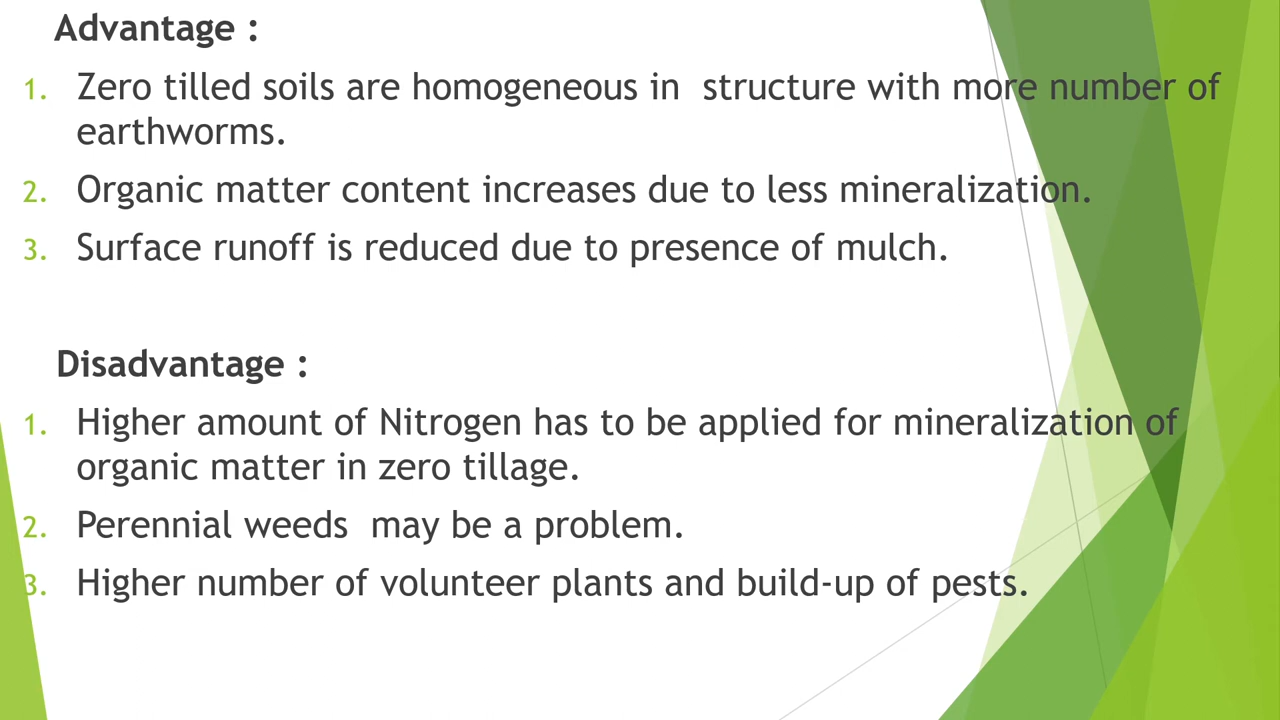 Advantage :
1. Zero tilled soils are homogeneous in  structure with more number of
earthworms.
2. Organic matter content increases due to less mineralization.
3. Surface runoff is reduced due to presence of mulch.
Disadvantage :
1. Higher amount of Nitrogen has to be applied for mineralization of
organic matter in zero tillage.
2. Perennial weeds  may be a problem.
3. Higher number of volunteer plants and build-up of pests.